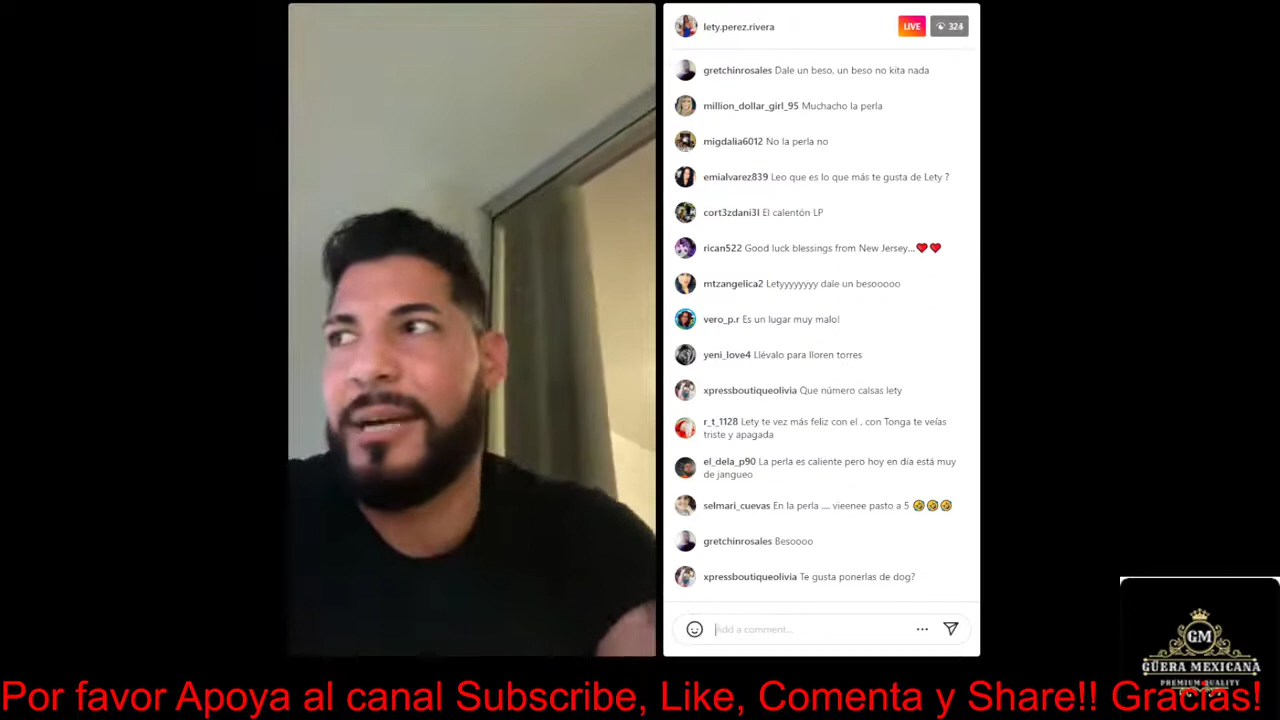 lety.perez.rivera
LIVE
324
gretchinrosales Dale un beso, un beso no kita nada
million_dollar_girl_95 Muchacho la perla
migdalia6012 No la perla no
emialvarez839 Leo que es lo que más te gusta de Lety ?
cort3zdani3l El calentón LP
rican522 Good luck blessings from New Jersey...❤️❤️
mtzangelica2 Letyyyyyyyy dale un besooooo
vero_p.r Es un lugar muy malo!
yeni_love4 Llévalo para lloren torres
xpressboutiqueolivia Que número calsas lety
r_t_1128 Lety te vez más feliz con el . con Tonga te veías
triste y apagada
el_dela_p90 La perla es caliente pero hoy en día está muy
de jangueo
selmari_cuevas En la perla .... vieenee pasto a 5 🤣🤣🤣
gretchinrosales Besoooo
xpressboutiqueolivia Te gusta ponerlas de dog?
Add a comment...
GM
GÜERA MEXICANA
PREMIUM QUALITY
Por favor Apoya al canal Subscribe, Like, Comenta y Share!! Gracias!